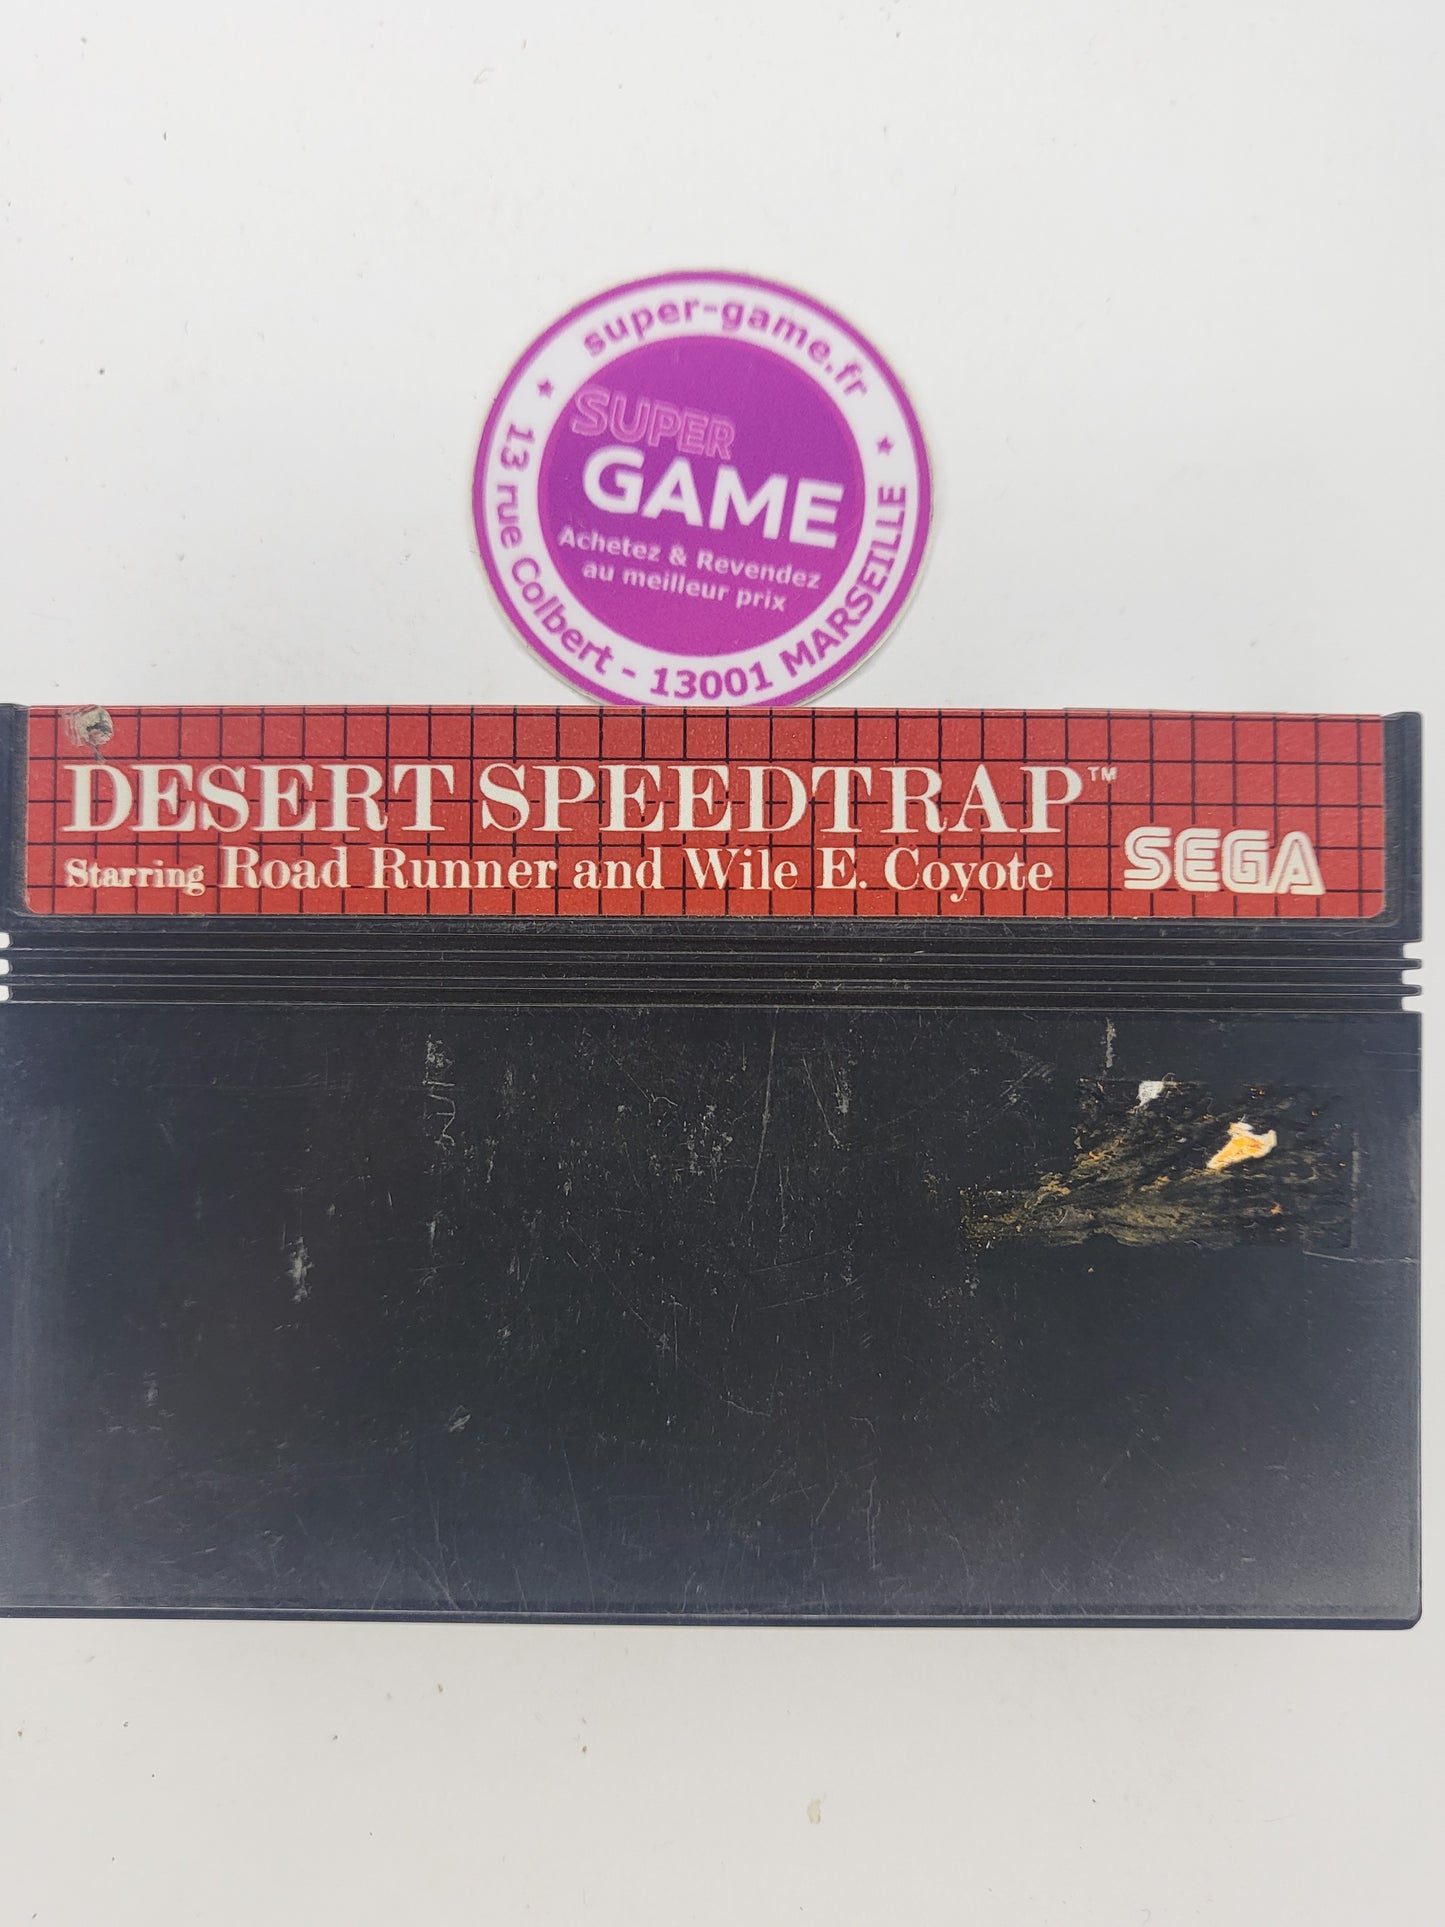 super-game.fr
SUPER
GAME
Achetez & Revendez
au meilleur prix
13 rue Colbert - 13001 MARSEILLE
DESERT SPEEDTRAP™
Starring Road Runner and Wile E. Coyote
SEGA